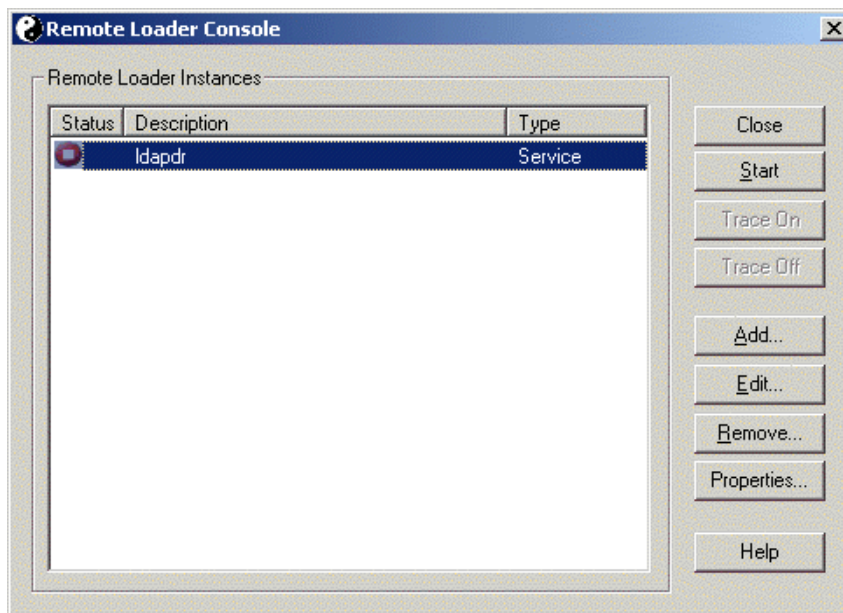 Remote Loader Console
Remote Loader Instances
Status Description Type
ldapdr Service
Close
Start
Trace On
Trace Off
Add...
Edit...
Remove...
Properties...
Help